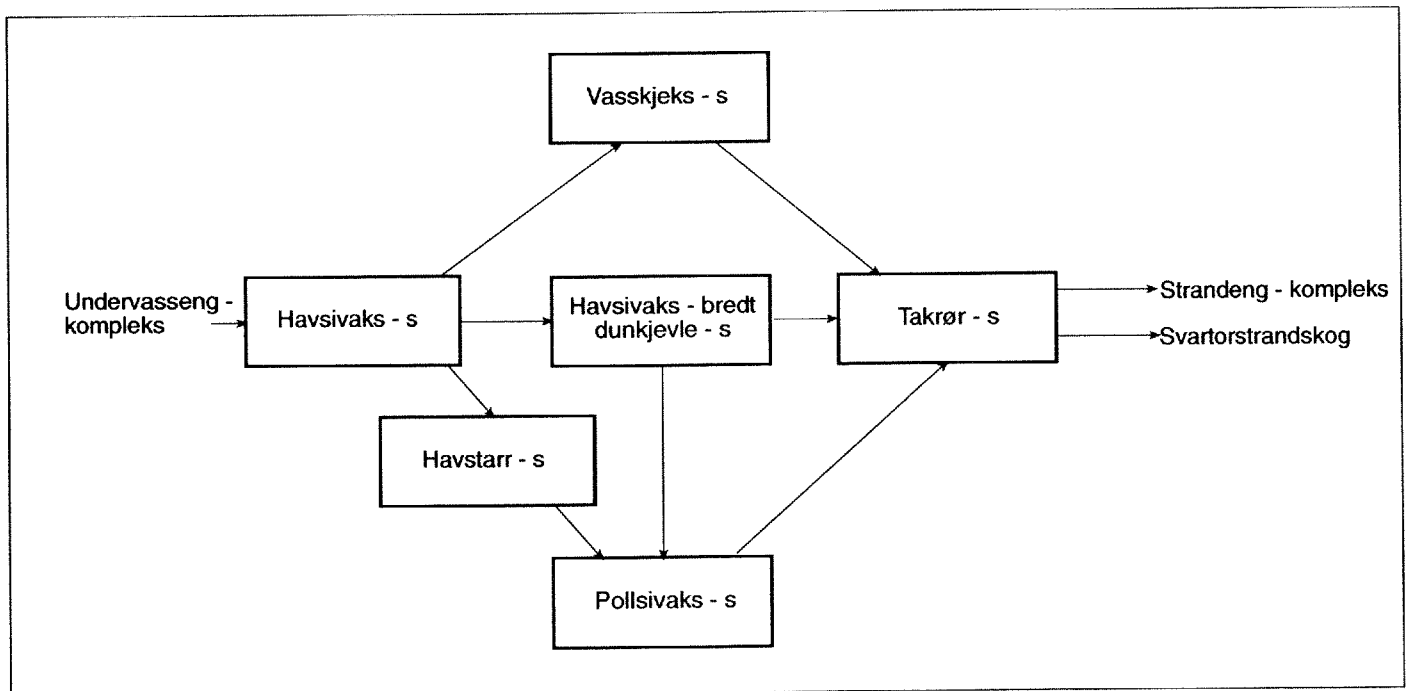 Vasskjeks - s
Undervasseng -
kompleks
Havsivaks - s
Havsivaks - bredt
dunkjevle - s
Takrør - s
Strandeng - kompleks
Svartorstrandskog
Havstarr - s
Pollsivaks - s